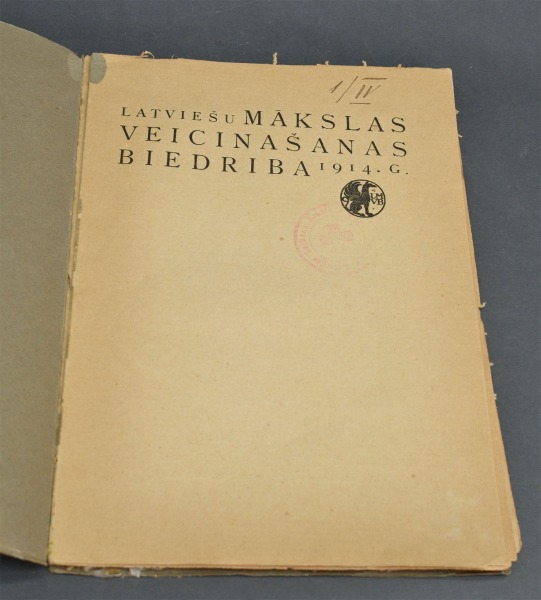 1/IV
LATVIEŠU MĀKSLAS
VEICINAŠANAS
BIEDRIBA 1914. G.